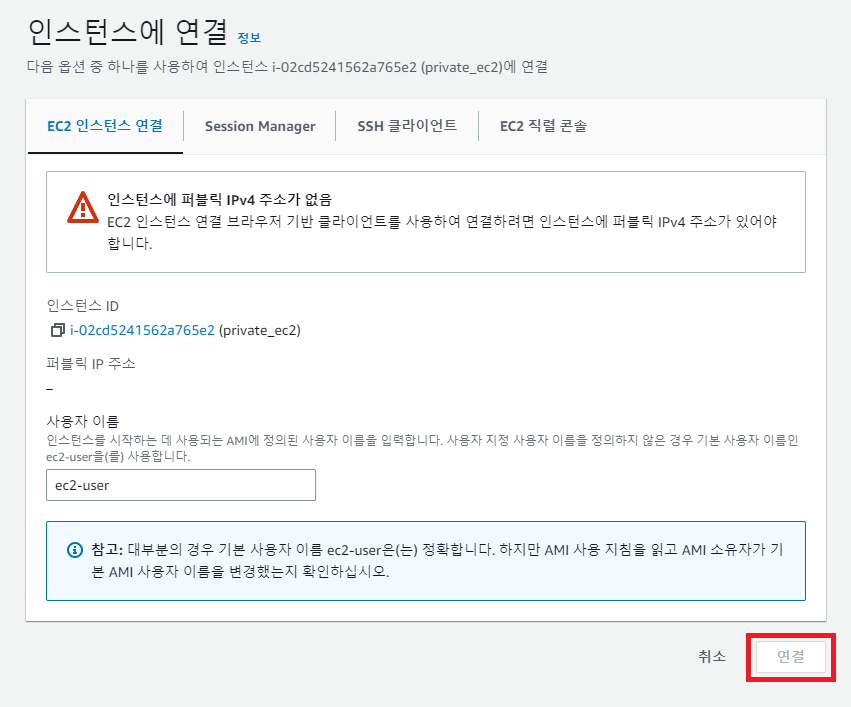 인스턴스에 연결 정보
다음 옵션 중 하나를 사용하여 인스턴스 i-02cd5241562a765e2 (private_ec2)에 연결
EC2 인스턴스 연결
Session Manager
SSH 클라이언트
EC2 직렬 콘솔
인스턴스에 퍼블릭 IPv4 주소가 없음
EC2 인스턴스 연결 브라우저 기반 클라이언트를 사용하여 연결하려면 인스턴스에 퍼블릭 IPv4 주소가 있어야
합니다.
인스턴스 ID
i-02cd5241562a765e2 (private_ec2)
퍼블릭 IP 주소
–
사용자 이름
인스턴스를 시작하는 데 사용되는 AMI에 정의된 사용자 이름을 입력합니다. 사용자 지정 사용자 이름을 정의하지 않은 경우 기본 사용자 이름인
ec2-user을(를) 사용합니다.
ec2-user
참고: 대부분의 경우 기본 사용자 이름 ec2-user은(는) 정확합니다. 하지만 AMI 사용 지침을 읽고 AMI 소유자가 기
본 AMI 사용자 이름을 변경했는지 확인하십시오.
취소
연결